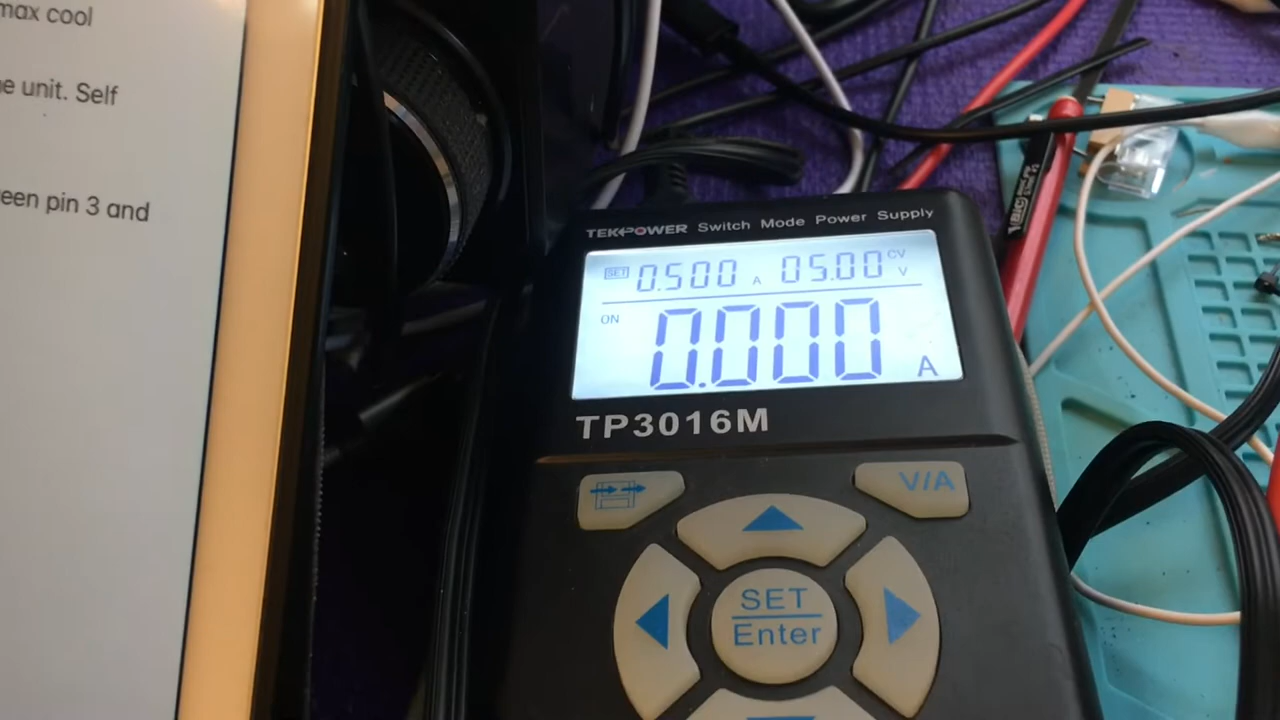 max cool
e unit. Self
een pin 3 and
TEKPOWER Switch Mode Power Supply
SET 0.500 A 05.00 CV V
ON 0.000 A
TP3016M
V/A
SET
Enter
BIC